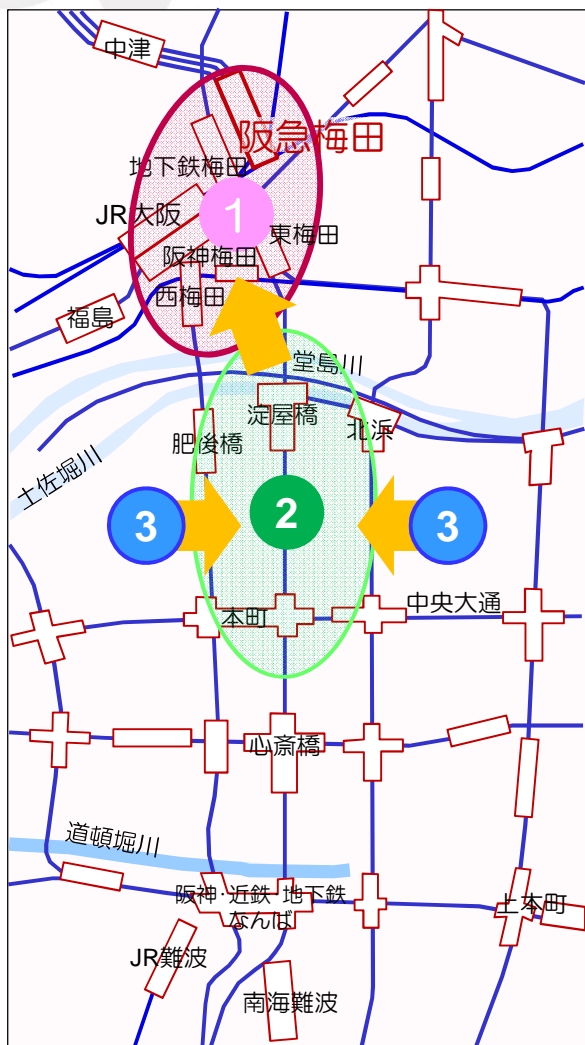 中津
阪急梅田
地下鉄梅田
JR大阪
1
東梅田
阪神梅田
西梅田
福島
堂島川
淀屋橋
北浜
肥後橋
土佐堀川
3
2
3
中央大通
本町
心斎橋
道頓堀川
阪神・近鉄・地下鉄
なんば
上本町
JR難波
南海難波